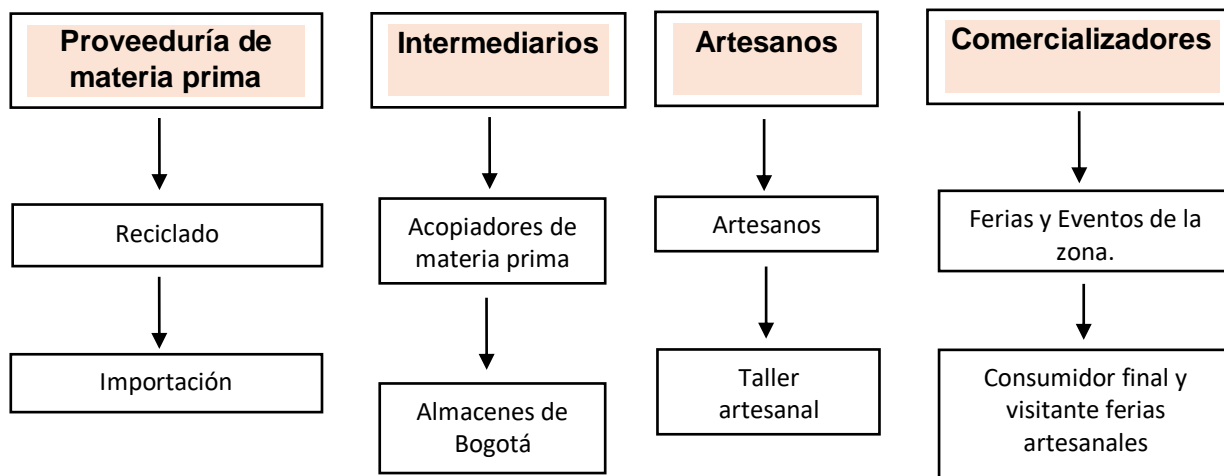 Proveeduría de
materia prima
Intermediarios
Artesanos
Comercializadores
Reciclado
Acopiadores de
materia prima
Artesanos
Ferias y Eventos de la
zona.
Importación
Almacenes de
Bogotá
Taller
artesanal
Consumidor final y
visitante ferias
artesanales